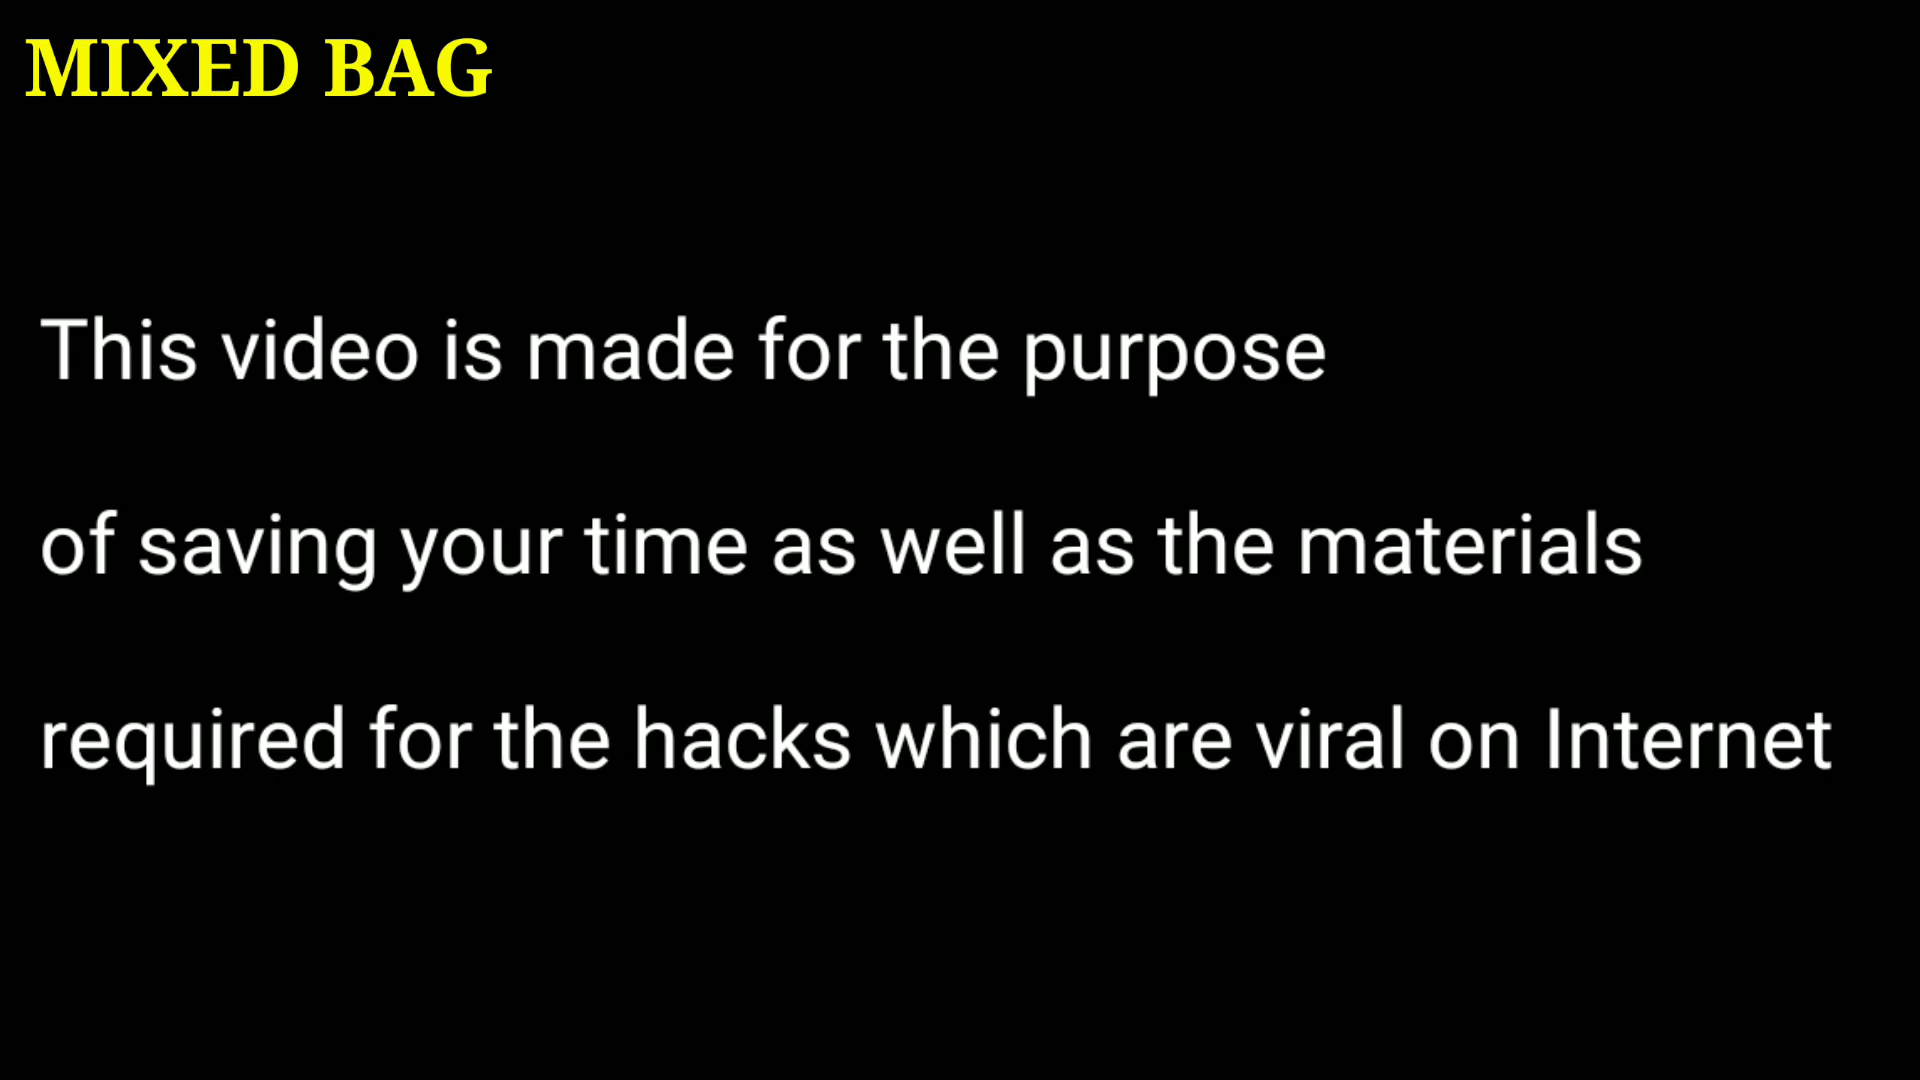 MIXED BAG
This video is made for the purpose
of saving your time as well as the materials
required for the hacks which are viral on Internet